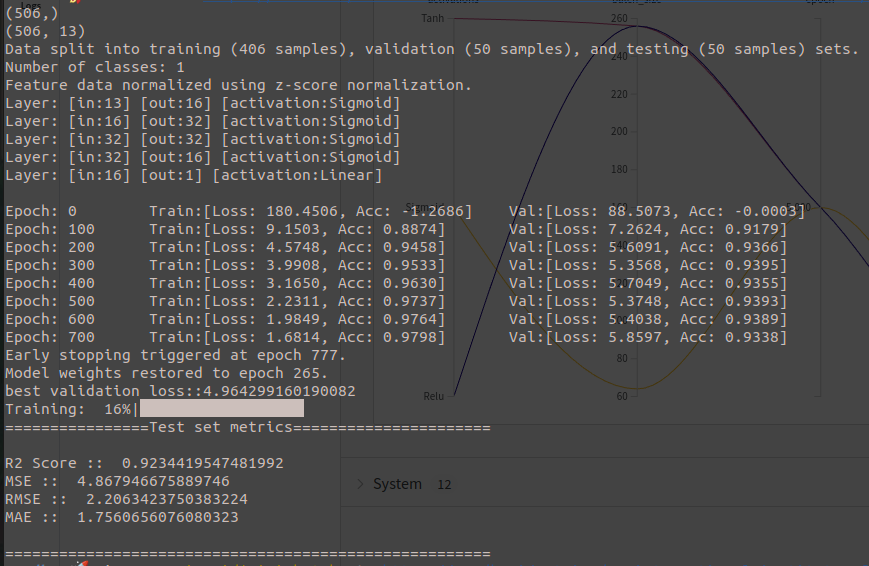 (506,)
(506, 13)
Data split into training (406 samples), validation (50 samples), and testing (50 samples) sets.
Number of classes: 1
Feature data normalized using z-score normalization.
Layer: [in:13] [out:16] [activation:Sigmoid]
Layer: [in:16] [out:32] [activation:Sigmoid]
Layer: [in:32] [out:32] [activation:Sigmoid]
Layer: [in:32] [out:16] [activation:Sigmoid]
Layer: [in:16] [out:1] [activation:Linear]
Epoch: 0 Train:[Loss: 180.4506, Acc: -1.2686] Val:[Loss: 88.5073, Acc: -0.0003]
Epoch: 100 Train:[Loss: 9.1503, Acc: 0.8874] Val:[Loss: 7.2624, Acc: 0.9179]
Epoch: 200 Train:[Loss: 4.5748, Acc: 0.9458] Val:[Loss: 5.6091, Acc: 0.9366]
Epoch: 300 Train:[Loss: 3.9908, Acc: 0.9533] Val:[Loss: 5.3568, Acc: 0.9395]
Epoch: 400 Train:[Loss: 3.1650, Acc: 0.9630] Val:[Loss: 5.7049, Acc: 0.9355]
Epoch: 500 Train:[Loss: 2.2311, Acc: 0.9737] Val:[Loss: 5.3748, Acc: 0.9393]
Epoch: 600 Train:[Loss: 1.9849, Acc: 0.9764] Val:[Loss: 5.4038, Acc: 0.9389]
Epoch: 700 Train:[Loss: 1.6814, Acc: 0.9798] Val:[Loss: 5.8597, Acc: 0.9338]
Early stopping triggered at epoch 777.
Model weights restored to epoch 265.
best validation loss::4.964299160190082
Training: 16%|
================Test set metrics======================
R2 Score :: 0.9234419547481992
MSE :: 4.867946675889746
RMSE :: 2.2063423750383224
MAE :: 1.7560656076080323
======================================================
Tanh
Sigmoid
Relu
batch_size
260
240
220
200
180
80
60
epoch
System 12